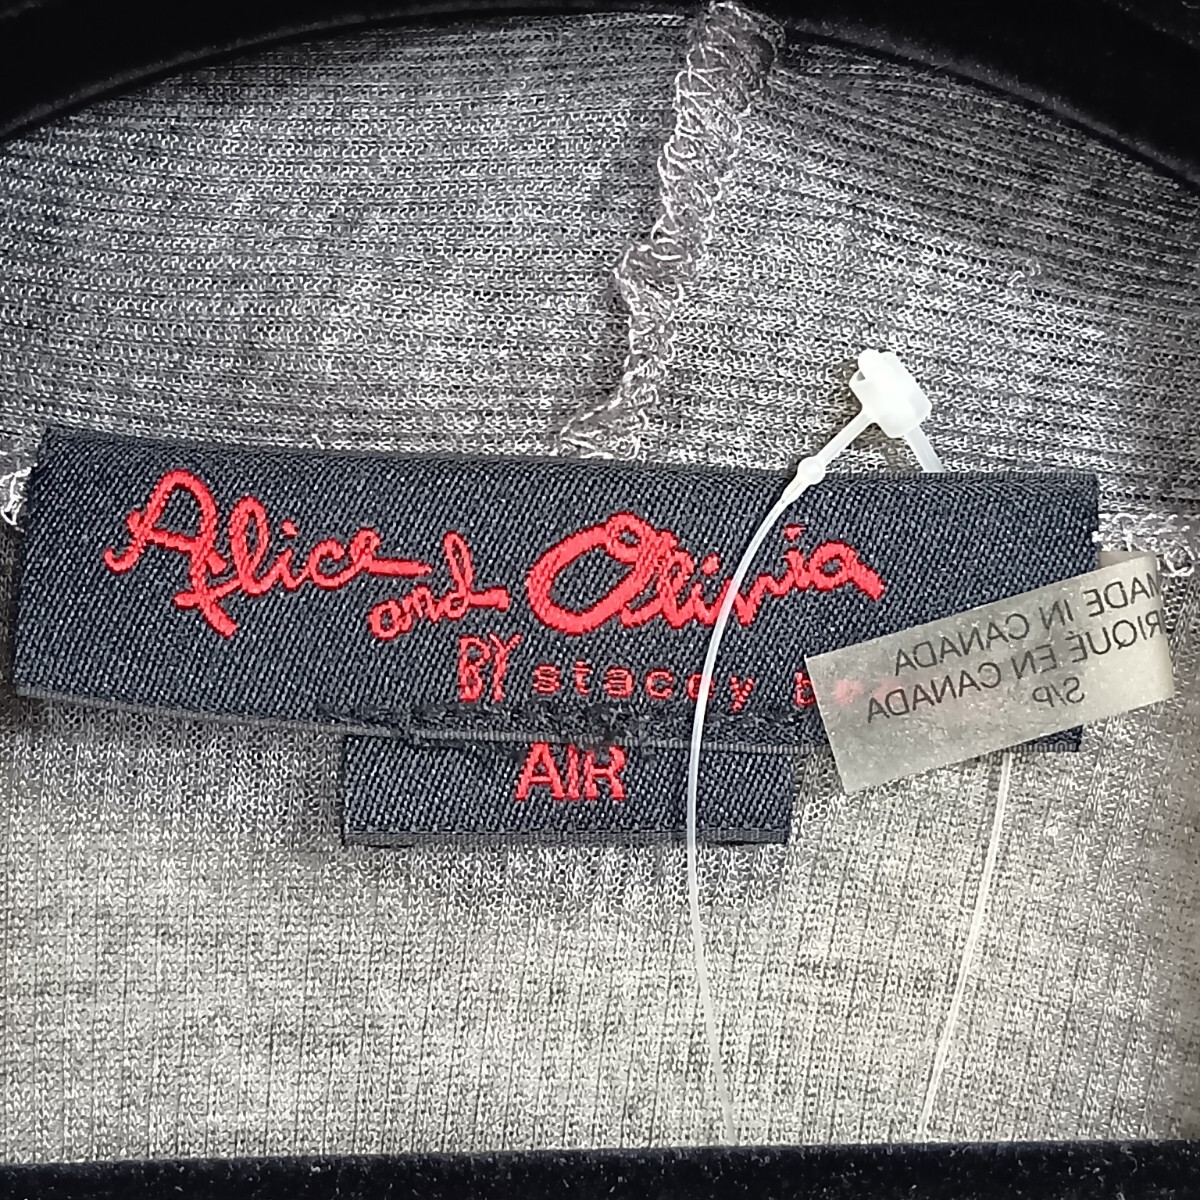 Alice and Olivia
BY stacey
AIR
MADE IN CANADA
RIQUÉ EN CANADA
S/P